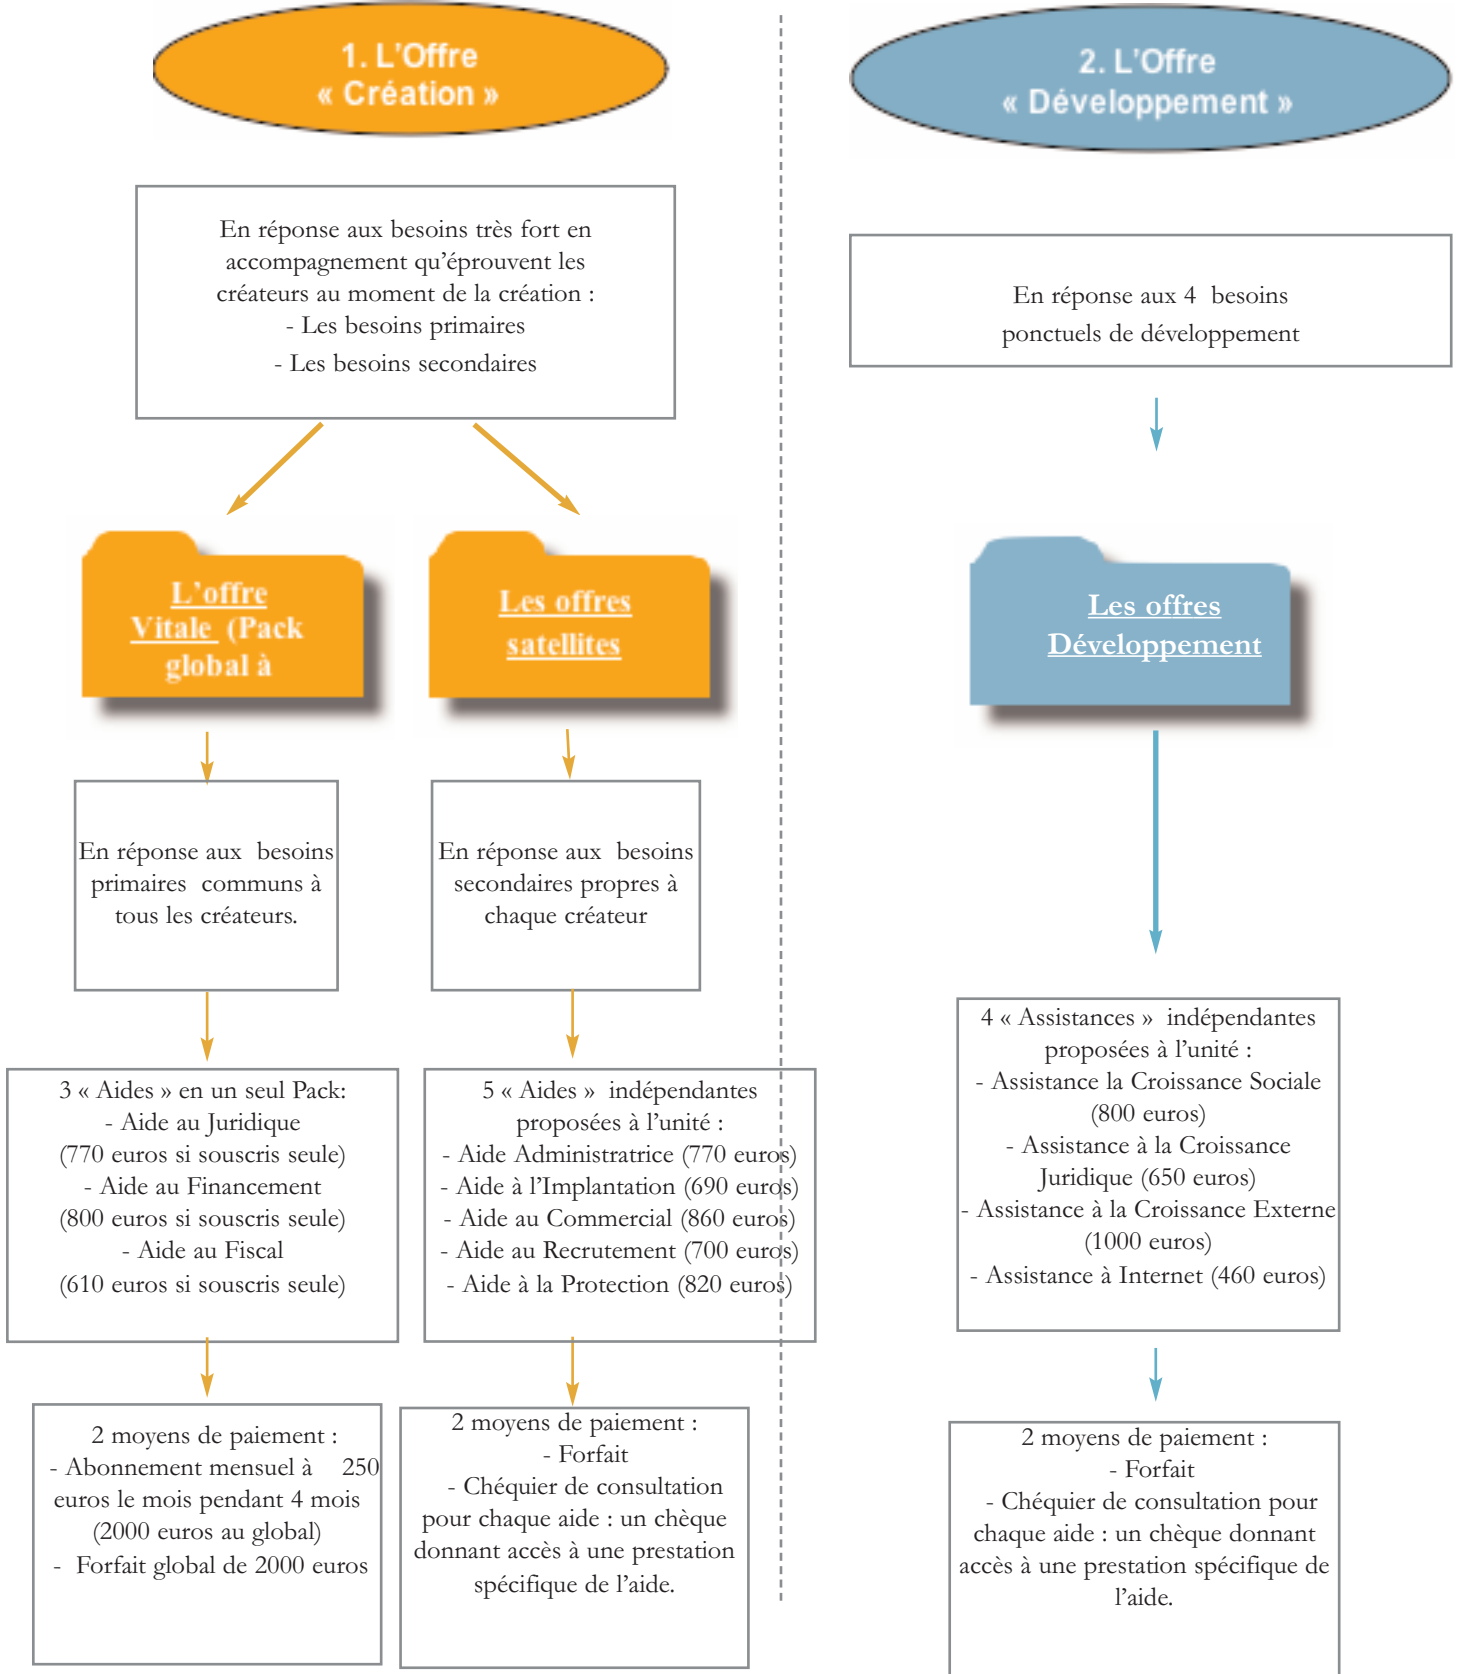 1. L'Offre
« Création »
En réponse aux besoins très fort en
accompagnement qu'éprouvent les
créateurs au moment de la création :
- Les besoins primaires
- Les besoins secondaires
L'offre
Vitale (Pack
global à
Les offres
satellites
En réponse aux besoins
primaires communs à
tous les créateurs.
En réponse aux besoins
secondaires propres à
chaque créateur
3 « Aides » en un seul Pack:
- Aide au Juridique
(770 euros si souscris seule)
- Aide au Financement
(800 euros si souscris seule)
- Aide au Fiscal
(610 euros si souscris seule)
5 « Aides » indépendantes
proposées à l'unité :
- Aide Administratrice (770 euros)
- Aide à l'Implantation (690 euros)
- Aide au Commercial (860 euros)
- Aide au Recrutement (700 euros)
- Aide à la Protection (820 euros)
2 moyens de paiement :
- Abonnement mensuel à 250
euros le mois pendant 4 mois
(2000 euros au global)
- Forfait global de 2000 euros
2 moyens de paiement :
- Forfait
- Chéquier de consultation
pour chaque aide : un chèque
donnant accès à une prestation
spécifique de l'aide.
2. L'Offre
« Développement »
En réponse aux 4 besoins
ponctuels de développement
Les offres
Développement
4 « Assistances » indépendantes
proposées à l'unité :
- Assistance la Croissance Sociale
(800 euros)
- Assistance à la Croissance
Juridique (650 euros)
- Assistance à la Croissance Externe
(1000 euros)
- Assistance à Internet (460 euros)
2 moyens de paiement :
- Forfait
- Chéquier de consultation pour
chaque aide : un chèque donnant
accès à une prestation spécifique de
l'aide.